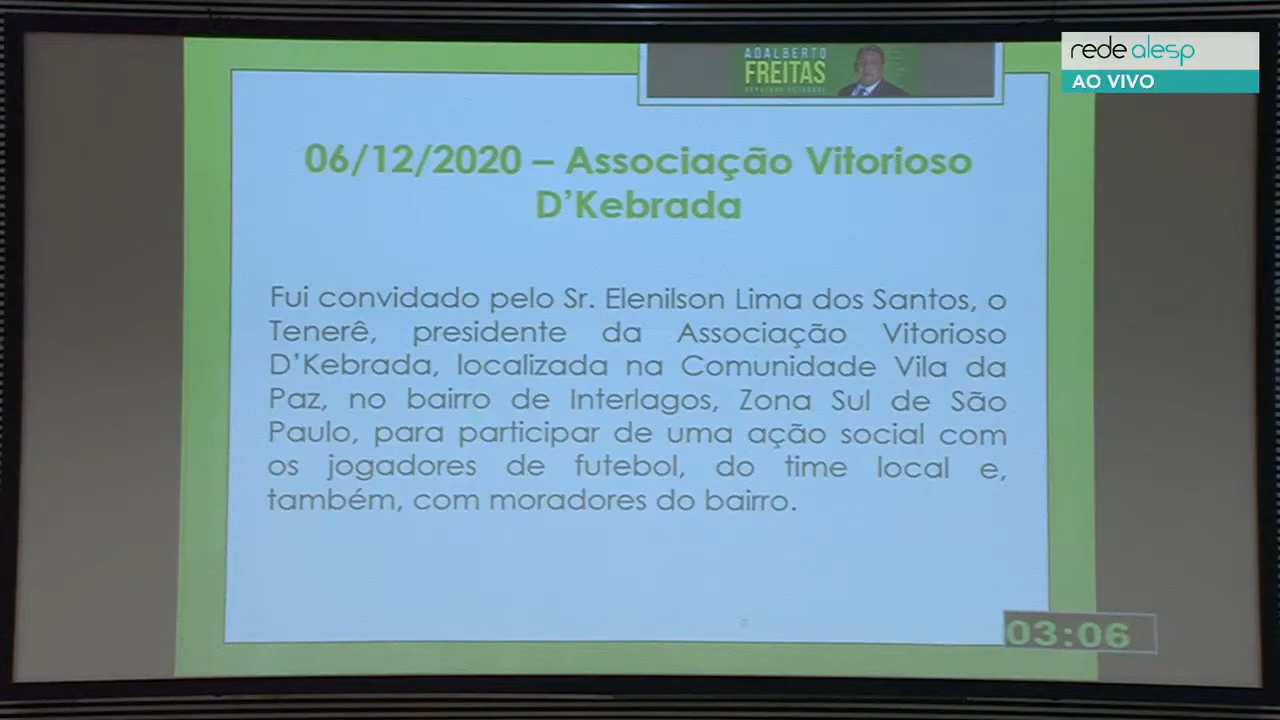 rede alesp
AO VIVO
ADALBERTO
FREITAS
DEPUTADO ESTADUAL
06/12/2020 – Associação Vitorioso
D'Kebrada
Fui convidado pelo Sr. Elenilson Lima dos Santos, o
Tenerê, presidente da Associação Vitorioso
D'Kebrada, localizada na Comunidade Vila da
Paz, no bairro de Interlagos, Zona Sul de São
Paulo, para participar de uma ação social com
os jogadores de futebol, do time local e,
também, com moradores do bairro.
03:06